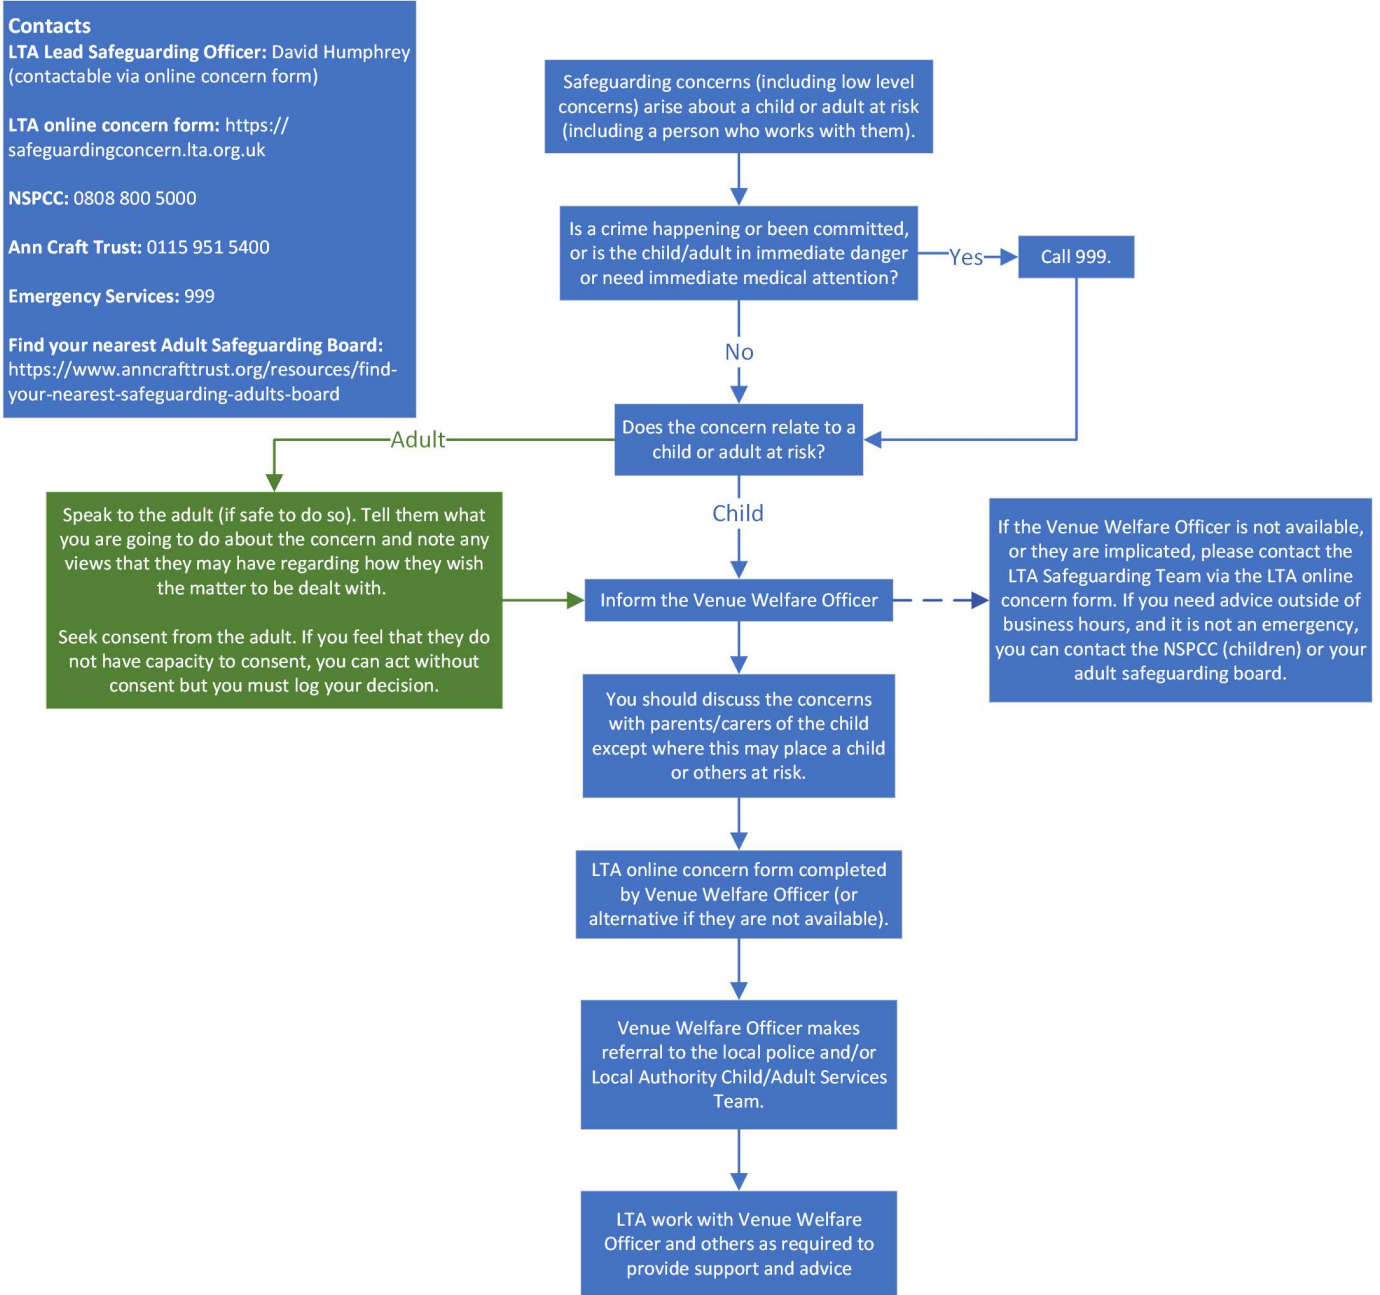 Contacts
LTA Lead Safeguarding Officer: David Humphrey
(contactable via online concern form)
LTA online concern form: https://
safeguardingconcern.lta.org.uk
NSPCC: 0808 800 5000
Ann Craft Trust: 0115 951 5400
Emergency Services: 999
Find your nearest Adult Safeguarding Board:
https://www.anncrafttrust.org/resources/find-
your-nearest-safeguarding-adults-board
Safeguarding concerns (including low level
concerns) arise about a child or adult at risk
(including a person who works with them).
Is a crime happening or been committed,
or is the child/adult in immediate danger
or need immediate medical attention?
Yes
Call 999.
No
Does the concern relate to a
child or adult at risk?
Adult
Child
Speak to the adult (if safe to do so). Tell them what
you are going to do about the concern and note any
views that they may have regarding how they wish
the matter to be dealt with.
Seek consent from the adult. If you feel that they do
not have capacity to consent, you can act without
consent but you must log your decision.
Inform the Venue Welfare Officer
If the Venue Welfare Officer is not available,
or they are implicated, please contact the
LTA Safeguarding Team via the LTA online
concern form. If you need advice outside of
business hours, and it is not an emergency,
you can contact the NSPCC (children) or your
adult safeguarding board.
You should discuss the concerns
with parents/carers of the child
except where this may place a child
or others at risk.
LTA online concern form completed
by Venue Welfare Officer (or
alternative if they are not available).
Venue Welfare Officer makes
referral to the local police and/or
Local Authority Child/Adult Services
Team.
LTA work with Venue Welfare
Officer and others as required to
provide support and advice